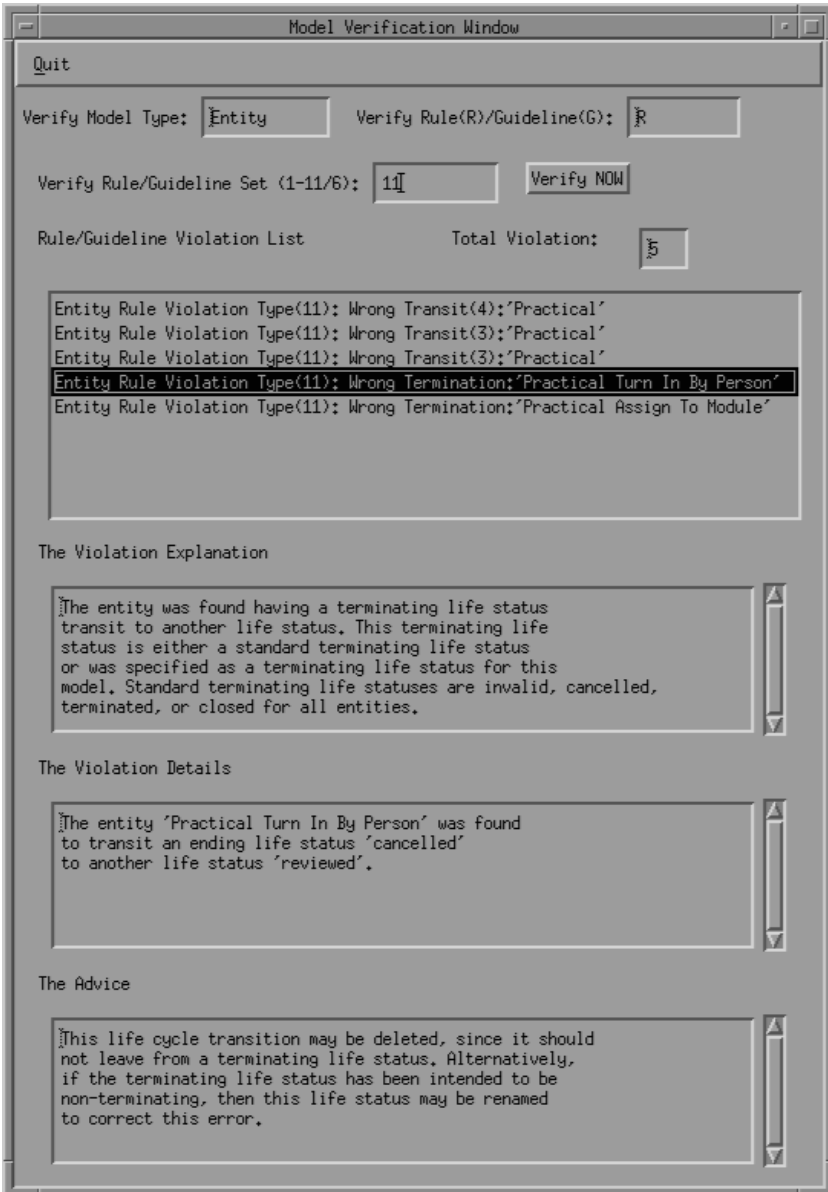 Model Verification Window
Quit
Verify Model Type: Entity Verify Rule(R)/Guideline(G): R
Verify Rule/Guideline Set (1-11/6): 11 Verify NOW
Rule/Guideline Violation List Total Violation: 5
Entity Rule Violation Type(11): Wrong Transit(4):'Practical'
Entity Rule Violation Type(11): Wrong Transit(3):'Practical'
Entity Rule Violation Type(11): Wrong Transit(3):'Practical'
Entity Rule Violation Type(11): Wrong Termination:'Practical Turn In By Person'
Entity Rule Violation Type(11): Wrong Termination:'Practical Assign To Module'
The Violation Explanation
The entity was found having a terminating life status
transit to another life status. This terminating life
status is either a standard terminating life status
or was specified as a terminating life status for this
model. Standard terminating life statuses are invalid, cancelled,
terminated, or closed for all entities.
The Violation Details
The entity 'Practical Turn In By Person' was found
to transit an ending life status 'cancelled'
to another life status 'reviewed'.
The Advice
This life cycle transition may be deleted, since it should
not leave from a terminating life status. Alternatively,
if the terminating life status has been intended to be
non-terminating, then this life status may be renamed
to correct this error.